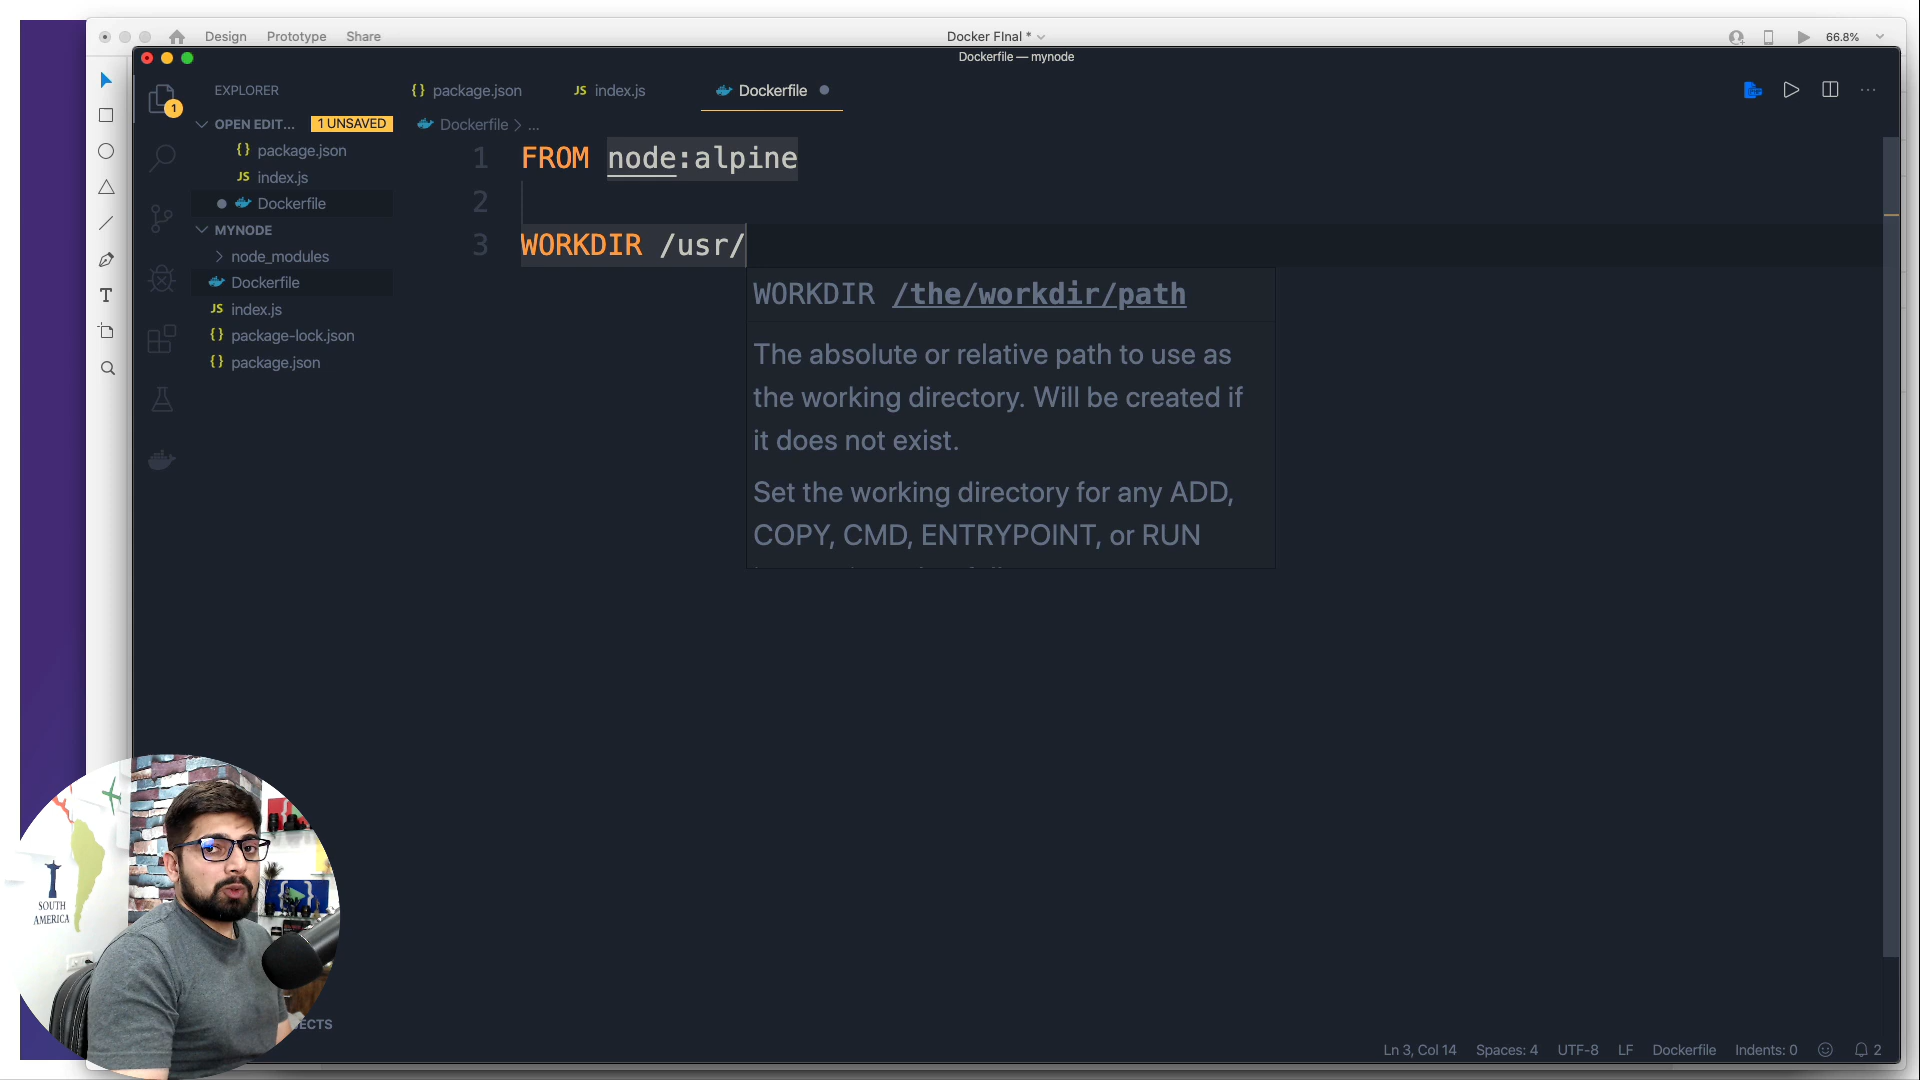 Design Prototype Share
Docker FInal *
66.8%
Dockerfile — mynode
EXPLORER
OPEN EDIT... 1 UNSAVED
{} package.json
JS index.js
Dockerfile
MYNODE
node_modules
Dockerfile
JS index.js
{} package-lock.json
{} package.json
1
{} package.json
JS index.js
Dockerfile
Dockerfile > ...
1 FROM node:alpine
2
3 WORKDIR /usr/
WORKDIR /the/workdir/path
The absolute or relative path to use as
the working directory. Will be created if
it does not exist.
Set the working directory for any ADD,
COPY, CMD, ENTRYPOINT, or RUN
SOUTH
AMERICA
Ln 3, Col 14 Spaces: 4 UTF-8 LF Dockerfile Indents: 0 2